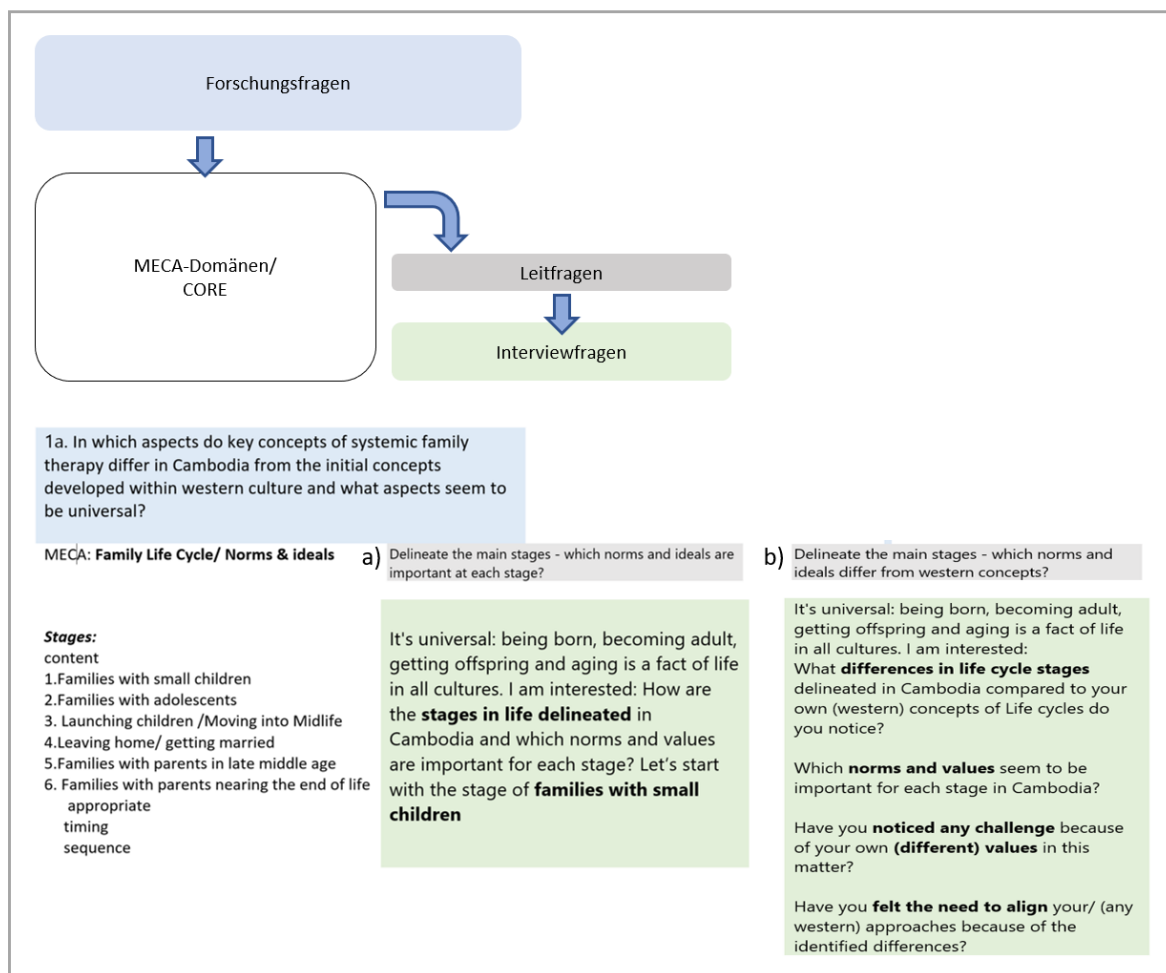 Forschungsfragen
MECA-Domänen/
CORE
Leitfragen
Interviewfragen
1a. In which aspects do key concepts of systemic family
therapy differ in Cambodia from the initial concepts
developed within western culture and what aspects seem to
be universal?
MECA: Family Life Cycle/ Norms & ideals
Stages:
content
1.Families with small children
2.Families with adolescents
3. Launching children /Moving into Midlife
4.Leaving home/ getting married
5.Families with parents in late middle age
6. Families with parents nearing the end of life
appropriate
timing
sequence
a)
Delineate the main stages - which norms and ideals are
important at each stage?
It's universal: being born, becoming adult,
getting offspring and aging is a fact of life
in all cultures. I am interested: How are
the stages in life delineated in
Cambodia and which norms and values
are important for each stage? Let's start
with the stage of families with small
children
b)
Delineate the main stages - which norms and
ideals differ from western concepts?
It's universal: being born, becoming adult,
getting offspring and aging is a fact of life
in all cultures. I am interested:
What differences in life cycle stages
delineated in Cambodia compared to your
own (western) concepts of Life cycles do
you notice?
Which norms and values seem to be
important for each stage in Cambodia?
Have you noticed any challenge because
of your own (different) values in this
matter?
Have you felt the need to align your/ (any
western) approaches because of the
identified differences?